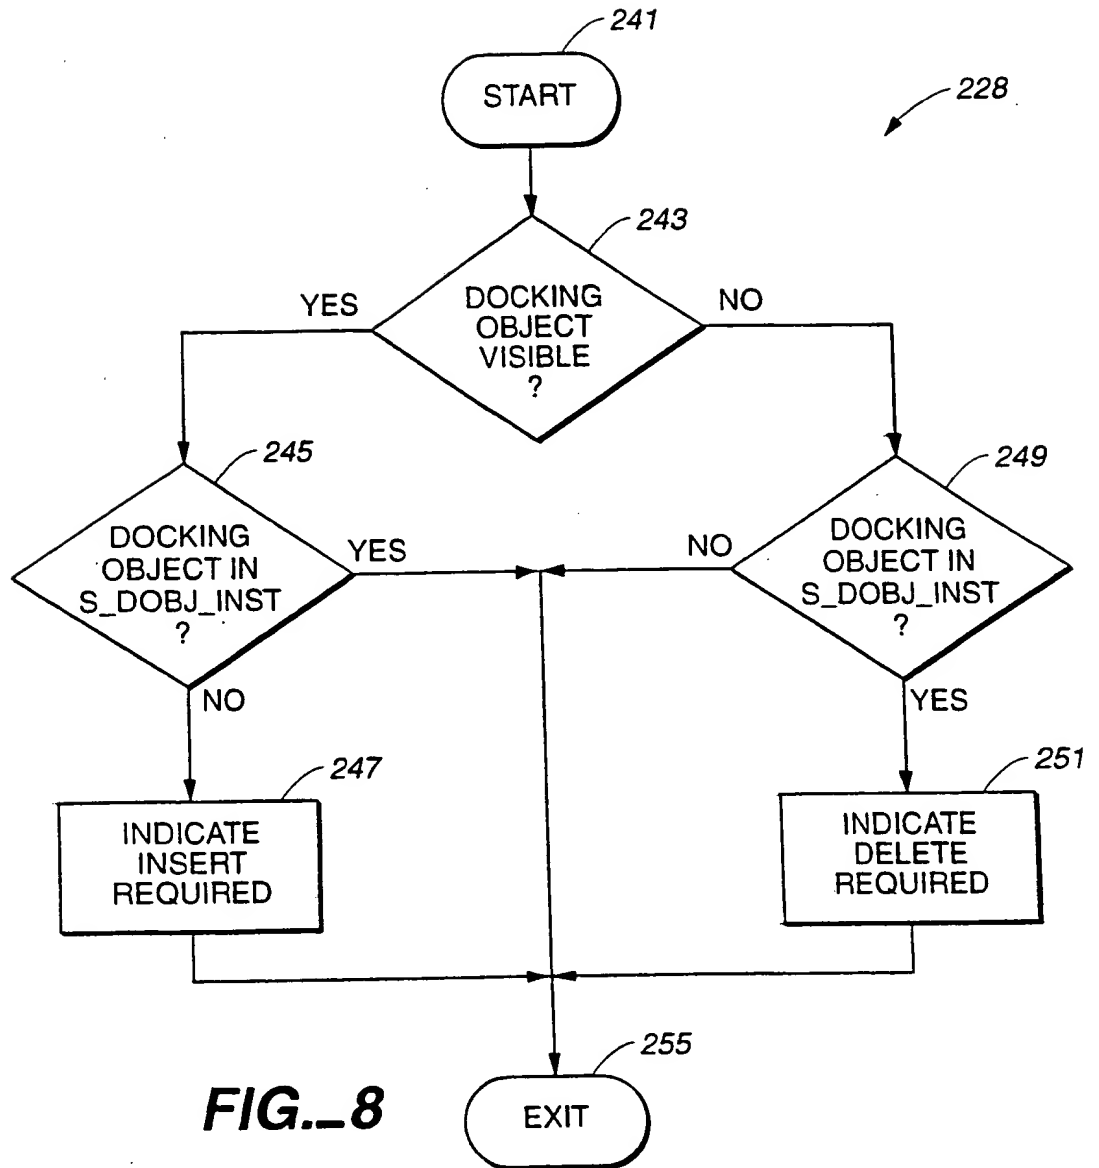 241
START
228
243
DOCKING
OBJECT
VISIBLE
?
YES
NO
245
DOCKING
OBJECT IN
S_DOBJ_INST
?
YES
NO
249
DOCKING
OBJECT IN
S_DOBJ_INST
?
NO
YES
247
INDICATE
INSERT
REQUIRED
251
INDICATE
DELETE
REQUIRED
255
EXIT
FIG._8